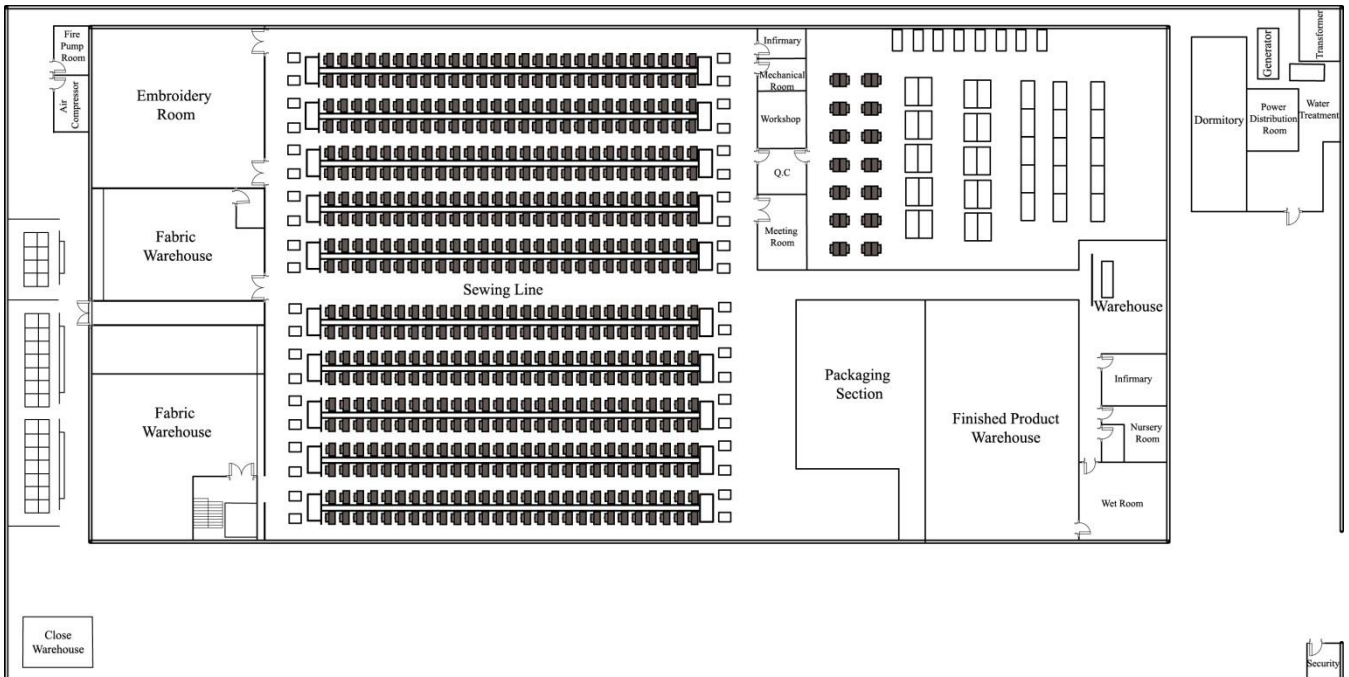 Fire
Pump
Room
Air
Compressor
Embroidery
Room
Fabric
Warehouse
Fabric
Warehouse
Close
Warehouse
Sewing Line
Infirmary
Mechanical
Room
Workshop
Q.C
Meeting
Room
Packaging
Section
Finished Product
Warehouse
Warehouse
Infirmary
Nursery
Room
Wet Room
Dormitory
Generator
Transformer
Power
Distribution
Room
Water
Treatment
Security